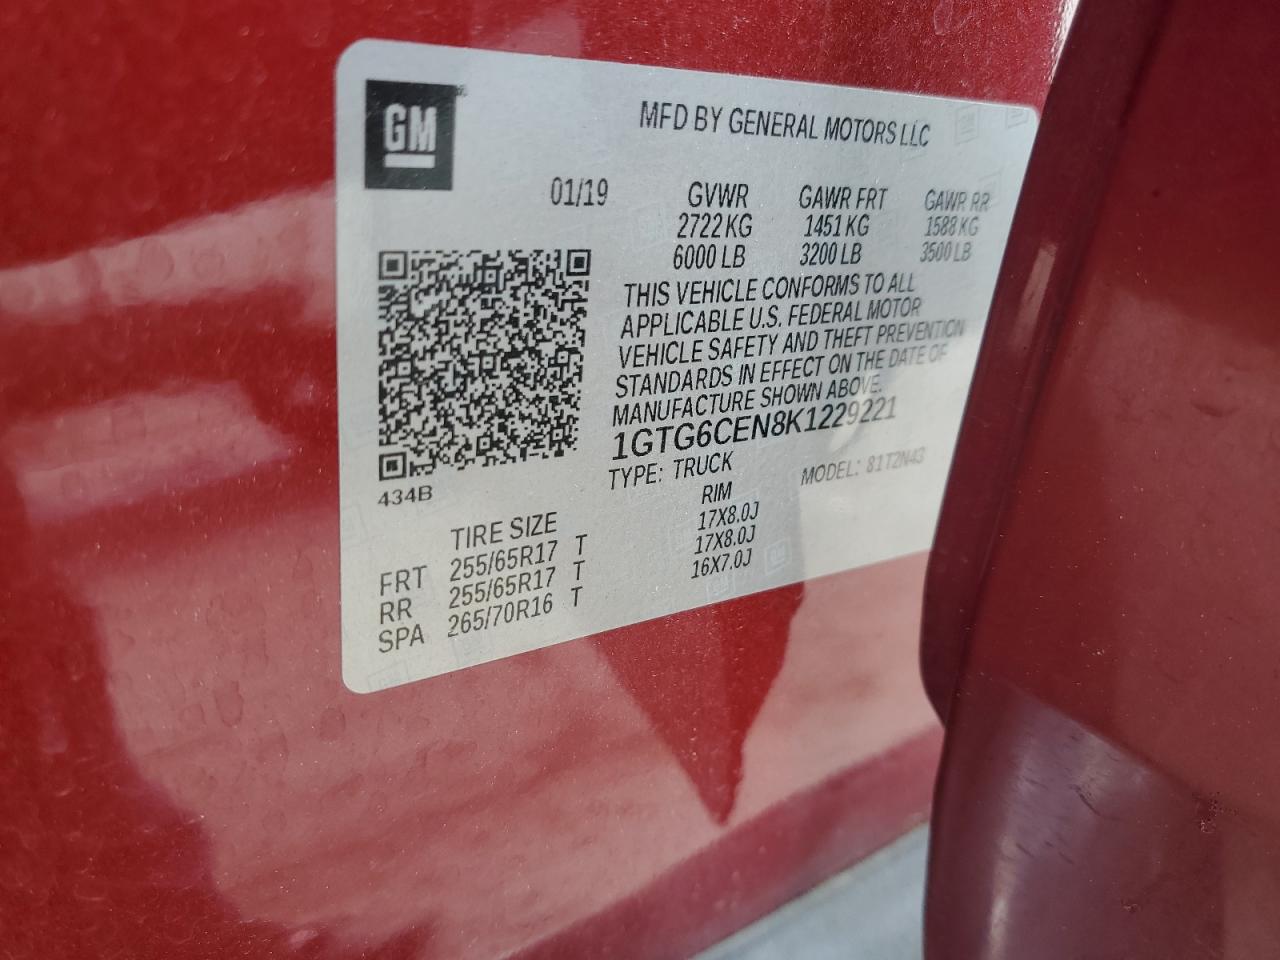 GM
MFD BY GENERAL MOTORS LLC
01/19 GVWR GAWR FRT GAWR RR
2722 KG 1451 KG 1588 KG
6000 LB 3200 LB 3500 LB
THIS VEHICLE CONFORMS TO ALL
APPLICABLE U.S. FEDERAL MOTOR
VEHICLE SAFETY AND THEFT PREVENTION
STANDARDS IN EFFECT ON THE DATE OF
MANUFACTURE SHOWN ABOVE.
1GTG6CEN8K1229221
TYPE: TRUCK MODEL: 81T2N43
434B
TIRE SIZE RIM
FRT 255/65R17 T 17X8.0J
RR 255/65R17 T 17X8.0J
SPA 265/70R16 T 16X7.0J